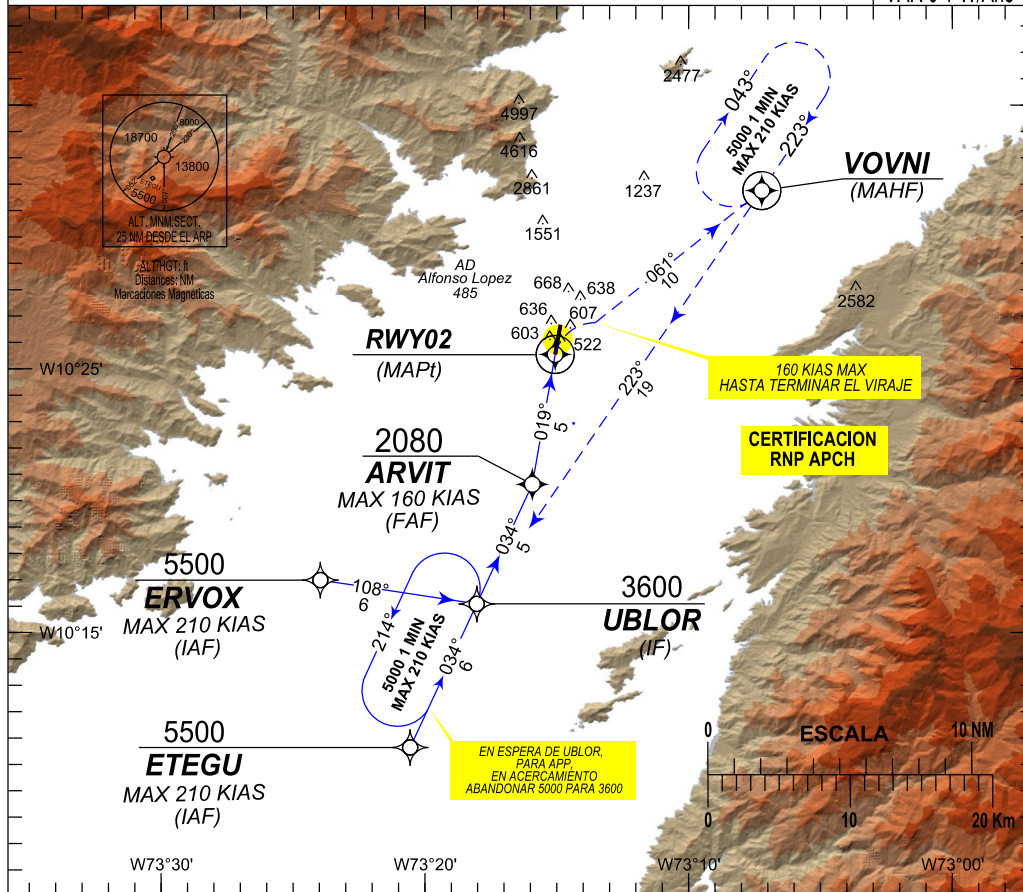 4997
4616
2861
1551
2477
1237
2582
18700
8000
13800
ETEGU
5500
ALT. MNM.SECT.
25 NM DESDE EL ARP
ALT/HGT: ft
Distances: NM
Marcaciones Magnéticas
043°
5000 1 MIN
MAX 210 KIAS
223°
VOVNI
(MAHF)
AD
Alfonso Lopez
485
668
638
636
607
603
522
061°
10
RWY02
(MAPt)
160 KIAS MAX
HASTA TERMINAR EL VIRAJE
W10°25'
223°
19
019°
5
CERTIFICACION
RNP APCH
2080
ARVIT
MAX 160 KIAS
(FAF)
034°
5
5500
ERVOX
MAX 210 KIAS
(IAF)
108°
6
3600
UBLOR
(IF)
W10°15'
214°
5000 1 MIN
MAX 210 KIAS
034°
6
5500
ETEGU
MAX 210 KIAS
(IAF)
EN ESPERA DE UBLOR,
PARA APP,
EN ACERCAMIENTO
ABANDONAR 5000 PARA 3600
0
10 NM
ESCALA
0
10
20 Km
W73°30'
W73°20'
W73°10'
W73°00'